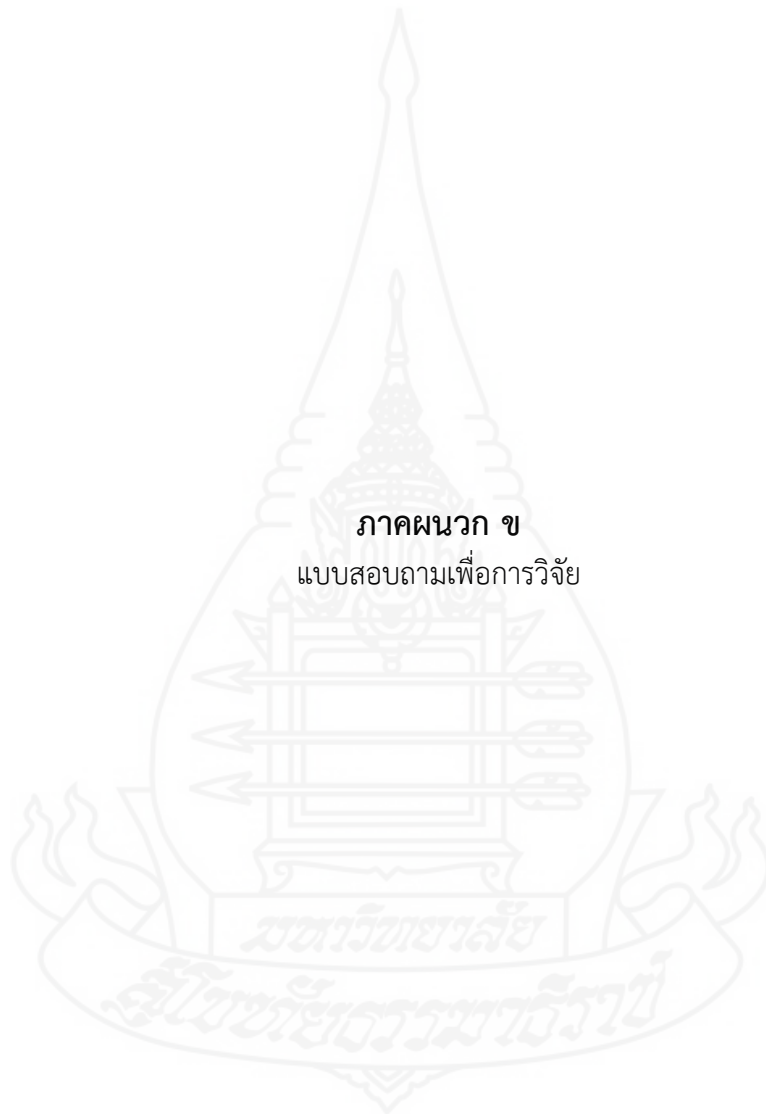 ภาคผนวก ข
แบบสอบถามเพื่อการวิจัย
มหาวิทยาลัย
สุโขทัยธรรมาธิราช